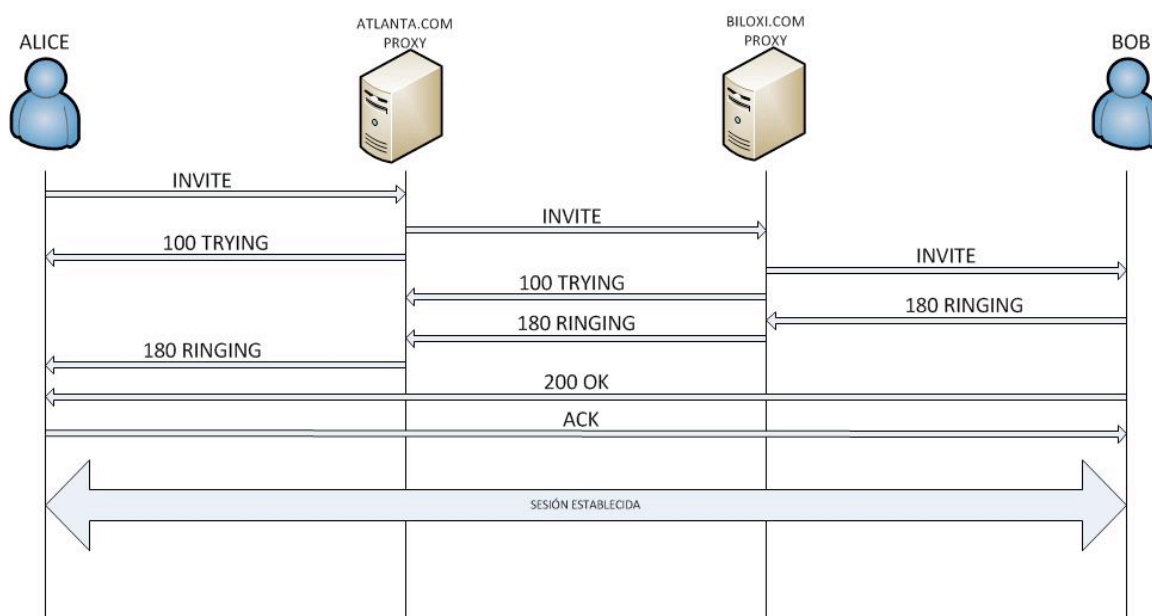 ALICE
ATLANTA.COM
PROXY
BILOXI.COM
PROXY
BOB
INVITE
INVITE
100 TRYING
INVITE
100 TRYING
180 RINGING
180 RINGING
180 RINGING
200 OK
ACK
SESIÓN ESTABLECIDA